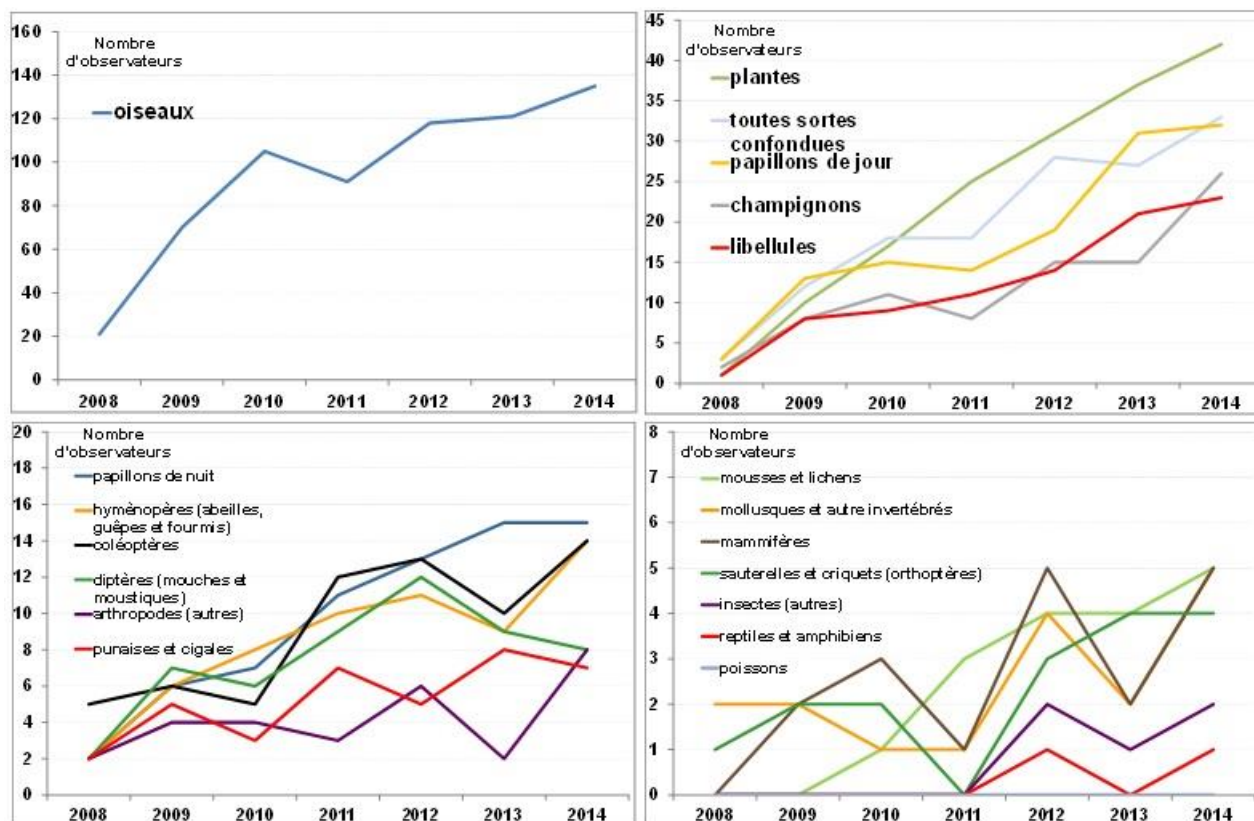 160
140
120
100
80
60
40
20
0
Nombre
d'observateurs
oiseaux
2008 2009 2010 2011 2012 2013 2014
45
40
35
30
25
20
15
10
5
0
Nombre
d'observateurs
plantes
toutes sortes
confondues
papillons de jour
champignons
libellules
2008 2009 2010 2011 2012 2013 2014
20
18
16
14
12
10
8
6
4
2
0
Nombre
d'observateurs
papillons de nuit
hymènopères (abeilles,
guêpes et fourmis)
coléoptères
diptères (mouches et
moustiques)
arthropodes (autres)
punaises et cigales
2008 2009 2010 2011 2012 2013 2014
8
7
6
5
4
3
2
1
0
Nombre
d'observateurs
mousses et lichens
mollusques et autre invertébrés
mammifères
sauterelles et criquets (orthoptères)
insectes (autres)
reptiles et amphibiens
poissons
2008 2009 2010 2011 2012 2013 2014